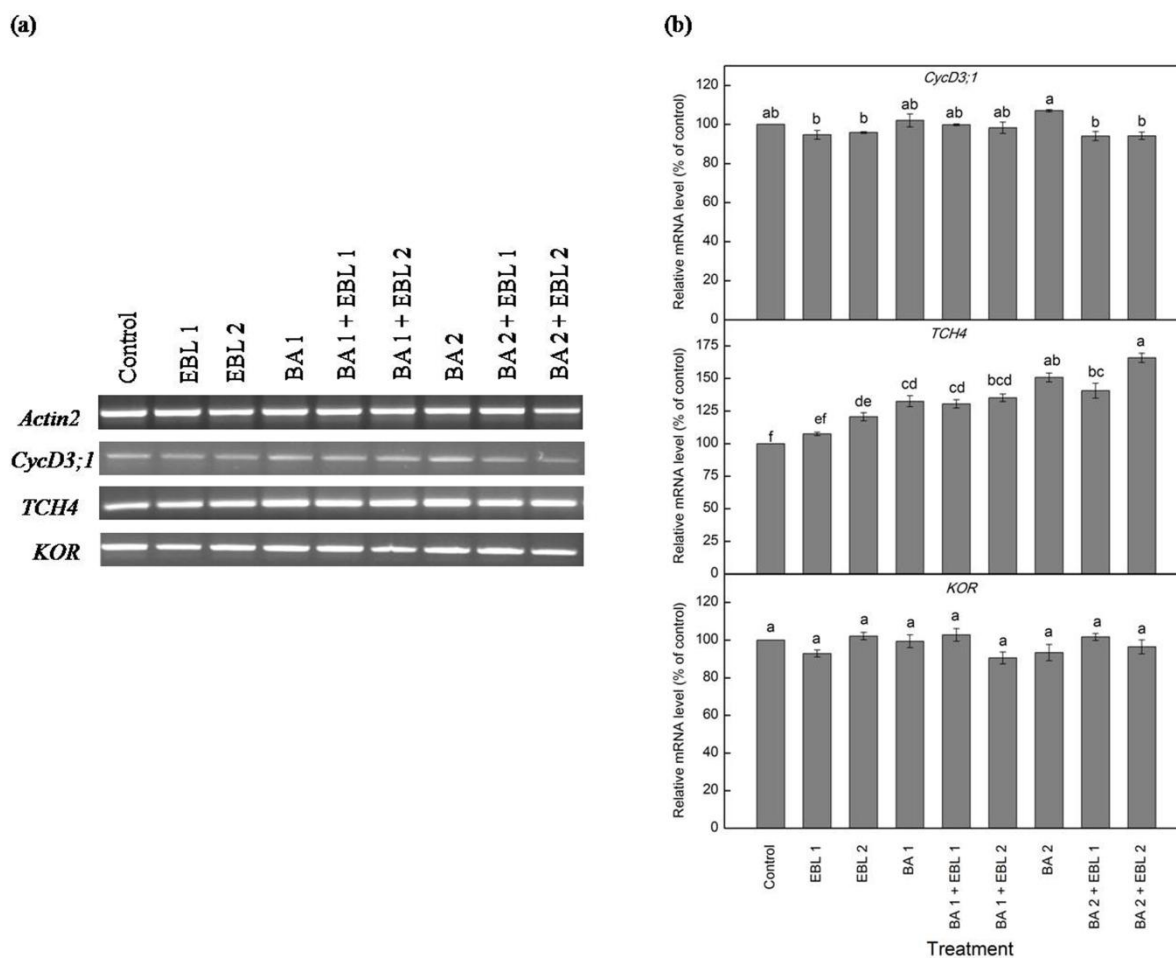 (a)
Control
EBL 1
EBL 2
BA 1
BA 1 + EBL 1
BA 1 + EBL 2
BA 2
BA 2 + EBL 1
BA 2 + EBL 2
Actin2
CycD3;1
TCH4
KOR
(b)
CycD3;1
Relative mRNA level (% of control)
120
100
80
60
40
20
0
ab
b
b
ab
ab
ab
a
b
b
TCH4
Relative mRNA level (% of control)
175
150
125
100
75
50
25
0
f
ef
de
cd
cd
bcd
ab
bc
a
KOR
Relative mRNA level (% of control)
120
100
80
60
40
20
0
a
a
a
a
a
a
a
a
a
Control
EBL 1
EBL 2
BA 1
BA 1 + EBL 1
BA 1 + EBL 2
BA 2
BA 2 + EBL 1
BA 2 + EBL 2
Treatment